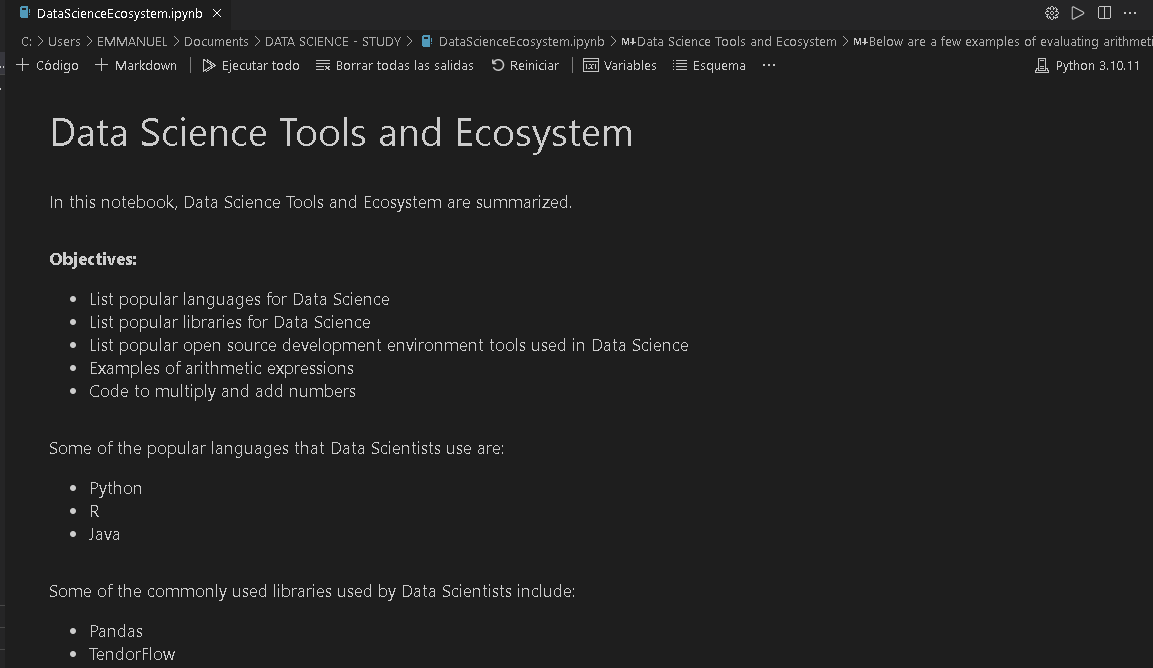 DataScienceEcosystem.ipynb
C: > Users > EMMANUEL > Documents > DATA SCIENCE - STUDY > DataScienceEcosystem.ipynb > M↓Data Science Tools and Ecosystem > M↓Below are a few examples of evaluating arithmeti
+ Código + Markdown Ejecutar todo Borrar todas las salidas Reiniciar Variables Esquema ... Python 3.10.11
Data Science Tools and Ecosystem
In this notebook, Data Science Tools and Ecosystem are summarized.
Objectives:
• List popular languages for Data Science
• List popular libraries for Data Science
• List popular open source development environment tools used in Data Science
• Examples of arithmetic expressions
• Code to multiply and add numbers
Some of the popular languages that Data Scientists use are:
• Python
• R
• Java
Some of the commonly used libraries used by Data Scientists include:
• Pandas
• TendorFlow